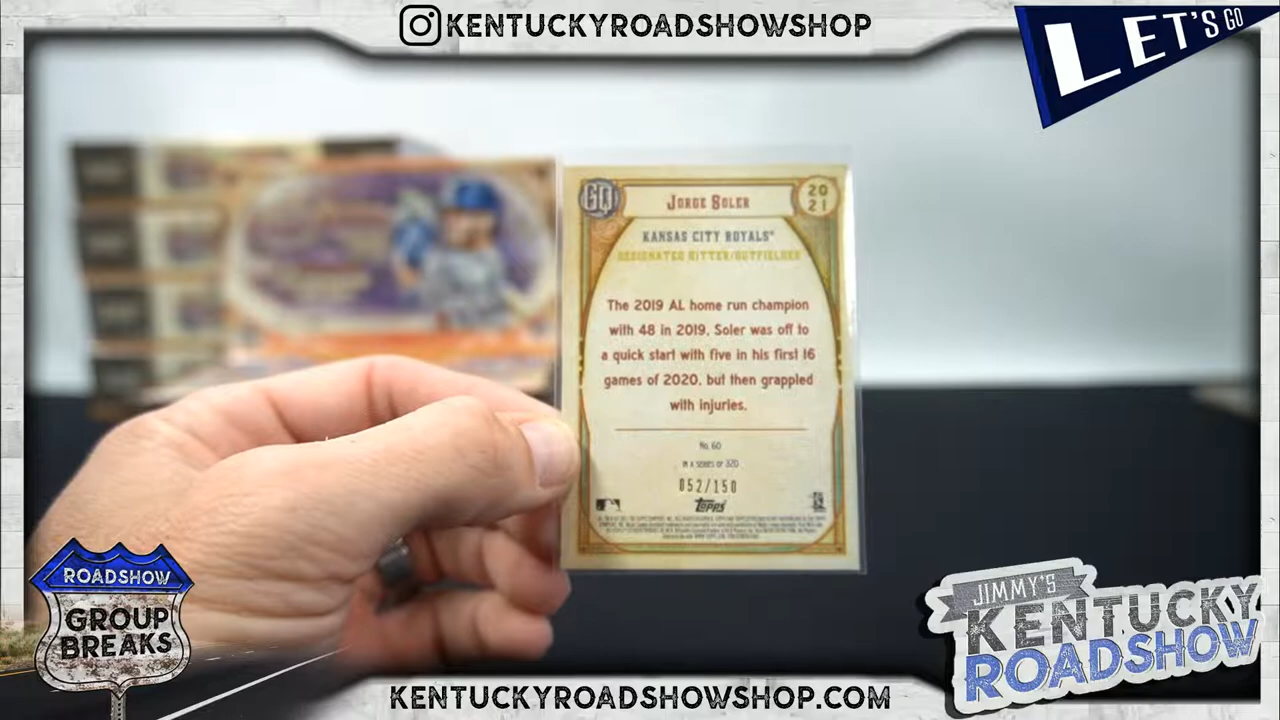 KENTUCKYROADSHOWSHOP
LET'S GO
GQ
JORGE SOLER
20
21
KANSAS CITY ROYALS®
DESIGNATED HITTER/OUTFIELDER
The 2019 AL home run champion
with 48 in 2019, Soler was off to
a quick start with five in his first 16
games of 2020, but then grappled
with injuries.
No. 60
IN A SERIES OF 320
052/150
TOPPS
ROADSHOW
GROUP
BREAKS
JIMMY'S
KENTUCKY
ROADSHOW
KENTUCKYROADSHOWSHOP.COM